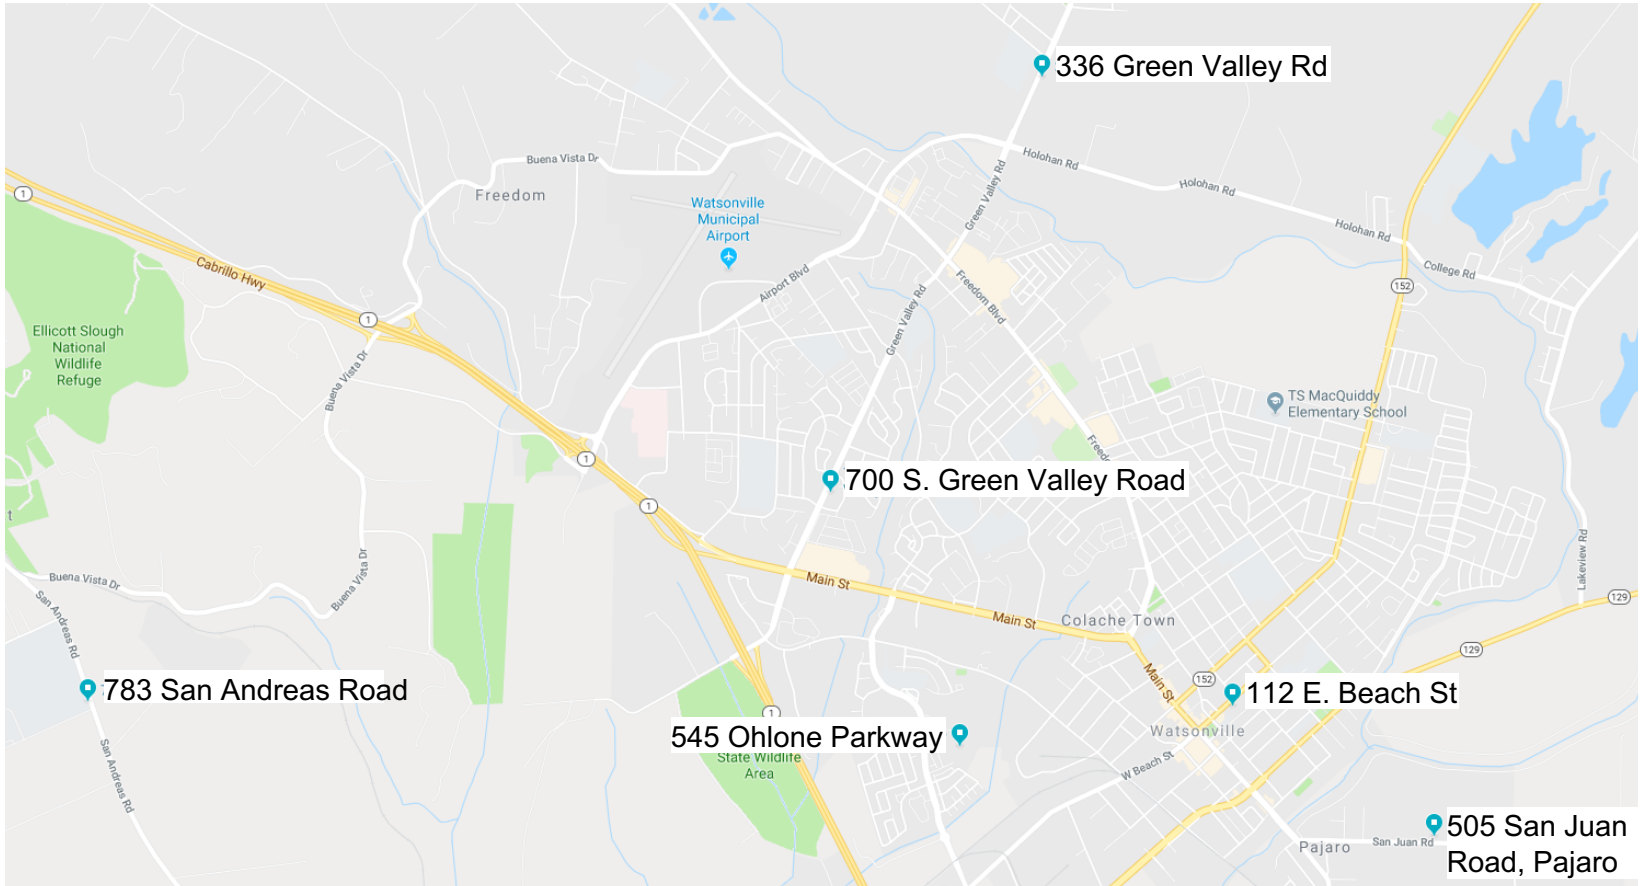 336 Green Valley Rd
Holohan Rd
Holohan Rd
Holohan Rd
College Rd
Buena Vista Dr
Freedom
1
Watsonville
Municipal
Airport
Green Valley Rd
Cabrillo Hwy
Airport Blvd
Freedom Blvd
152
1
Green Valley Rd
Ellicott Slough
National
Wildlife
Refuge
Buena Vista Dr
TS MacQuiddy
Elementary School
1
700 S. Green Valley Road
1
t
Buena Vista Dr
Buena Vista Dr
San Andreas Rd
Main St
Main St
Colache Town
Lakeview Rd
129
129
783 San Andreas Road
Main St
152
112 E. Beach St
1
545 Ohlone Parkway
State Wildlife
Area
Watsonville
W Beach St
San Andreas Rd
505 San Juan
Road, Pajaro
Pajaro
San Juan Rd